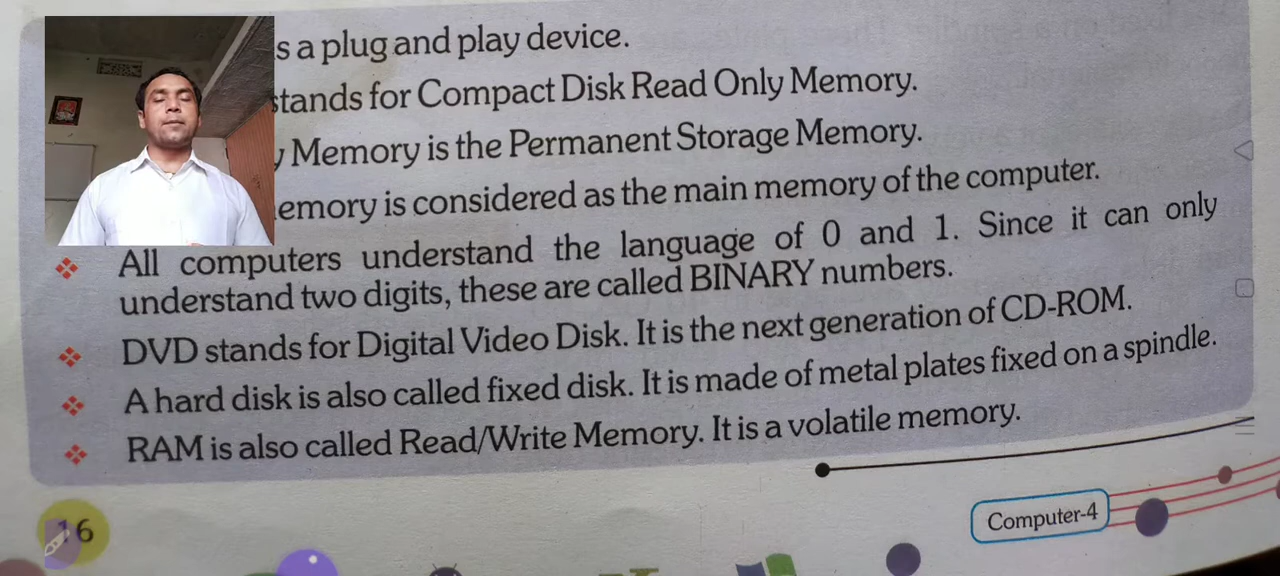 s a plug and play device.
stands for Compact Disk Read Only Memory.
y Memory is the Permanent Storage Memory.
emory is considered as the main memory of the computer.
All computers understand the language of 0 and 1. Since it can only
understand two digits, these are called BINARY numbers.
DVD stands for Digital Video Disk. It is the next generation of CD-ROM.
A hard disk is also called fixed disk. It is made of metal plates fixed on a spindle.
RAM is also called Read/Write Memory. It is a volatile memory.
16
Computer-4